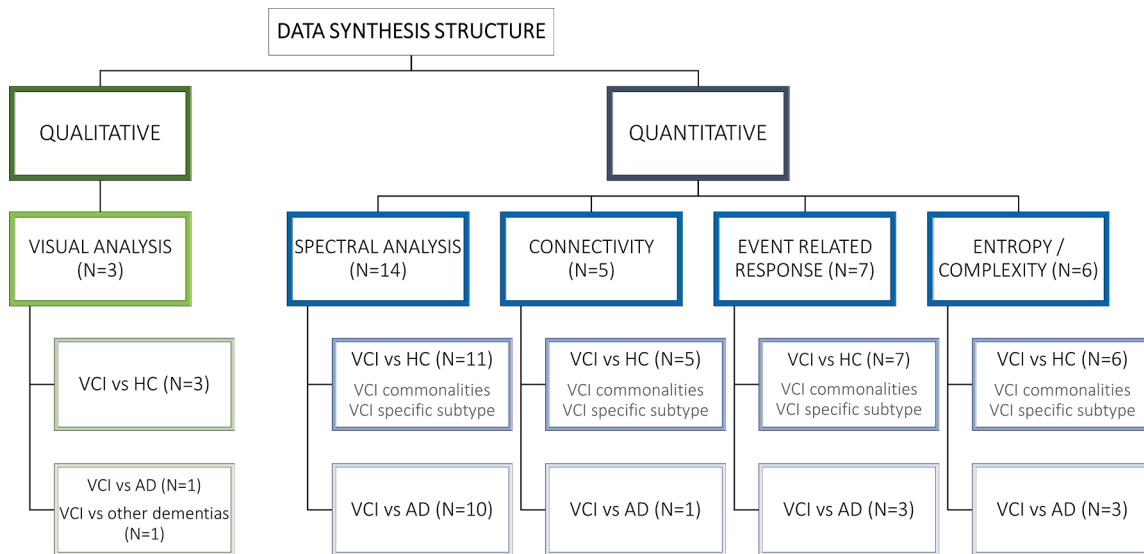 DATA SYNTHESIS STRUCTURE
QUALITATIVE
QUANTITATIVE
VISUAL ANALYSIS
(N=3)
SPECTRAL ANALYSIS
(N=14)
CONNECTIVITY
(N=5)
EVENT RELATED
RESPONSE (N=7)
ENTROPY /
COMPLEXITY (N=6)
VCI vs HC (N=3)
VCI vs HC (N=11)
VCI commonalities
VCI specific subtype
VCI vs HC (N=5)
VCI commonalities
VCI specific subtype
VCI vs HC (N=7)
VCI commonalities
VCI specific subtype
VCI vs HC (N=6)
VCI commonalities
VCI specific subtype
VCI vs AD (N=1)
VCI vs other dementias
(N=1)
VCI vs AD (N=10)
VCI vs AD (N=1)
VCI vs AD (N=3)
VCI vs AD (N=3)